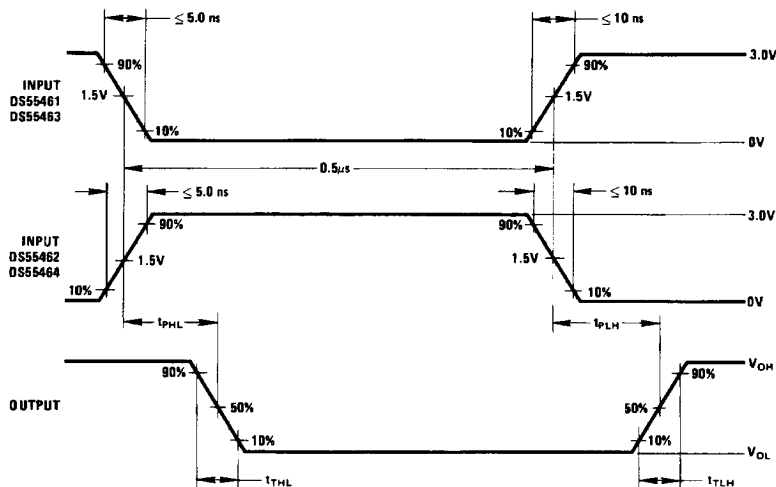 ≤ 5.0 ns
≤ 10 ns
90%
90%
3.0V
INPUT
DS55461
DS55463
1.5V
1.5V
10%
10%
0V
0.5µs
≤ 5.0 ns
≤ 10 ns
3.0V
90%
90%
INPUT
DS55462
DS55464
1.5V
1.5V
10%
10%
0V
tPHL
tPLH
VOH
90%
90%
OUTPUT
50%
50%
10%
10%
VOL
tTHL
tTLH